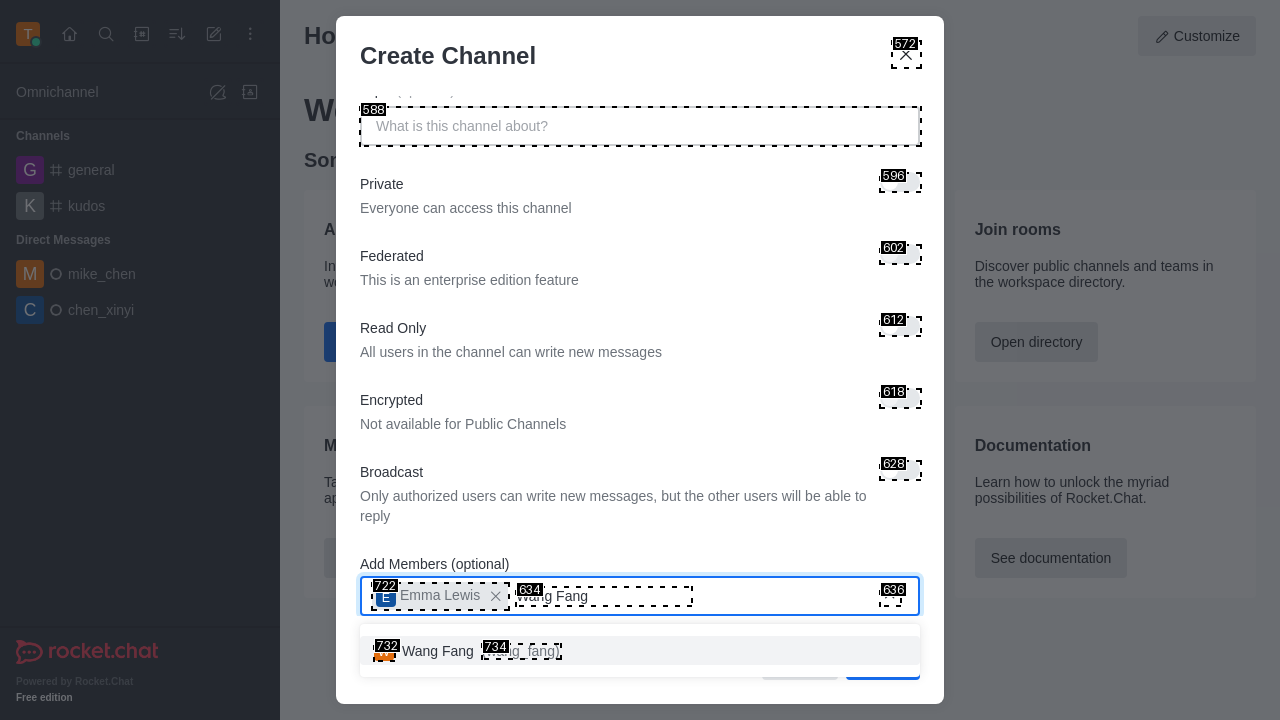 T
Ho
Customize
Omnichannel
Channels
G general
K kudos
Direct Messages
M mike_chen
C chen_xinyi
rocket.chat
Powered by Rocket.Chat
Free edition
Create Channel
572
588
What is this channel about?
Private
596
Everyone can access this channel
Federated
602
This is an enterprise edition feature
Read Only
612
All users in the channel can write new messages
Encrypted
618
Not available for Public Channels
Broadcast
628
Only authorized users can write new messages, but the other users will be able to
reply
Add Members (optional)
722
E Emma Lewis
634
Wang Fang
636
732
Wang Fang
734
Join rooms
Discover public channels and teams in
the workspace directory.
Open directory
Documentation
Learn how to unlock the myriad
possibilities of Rocket.Chat.
See documentation